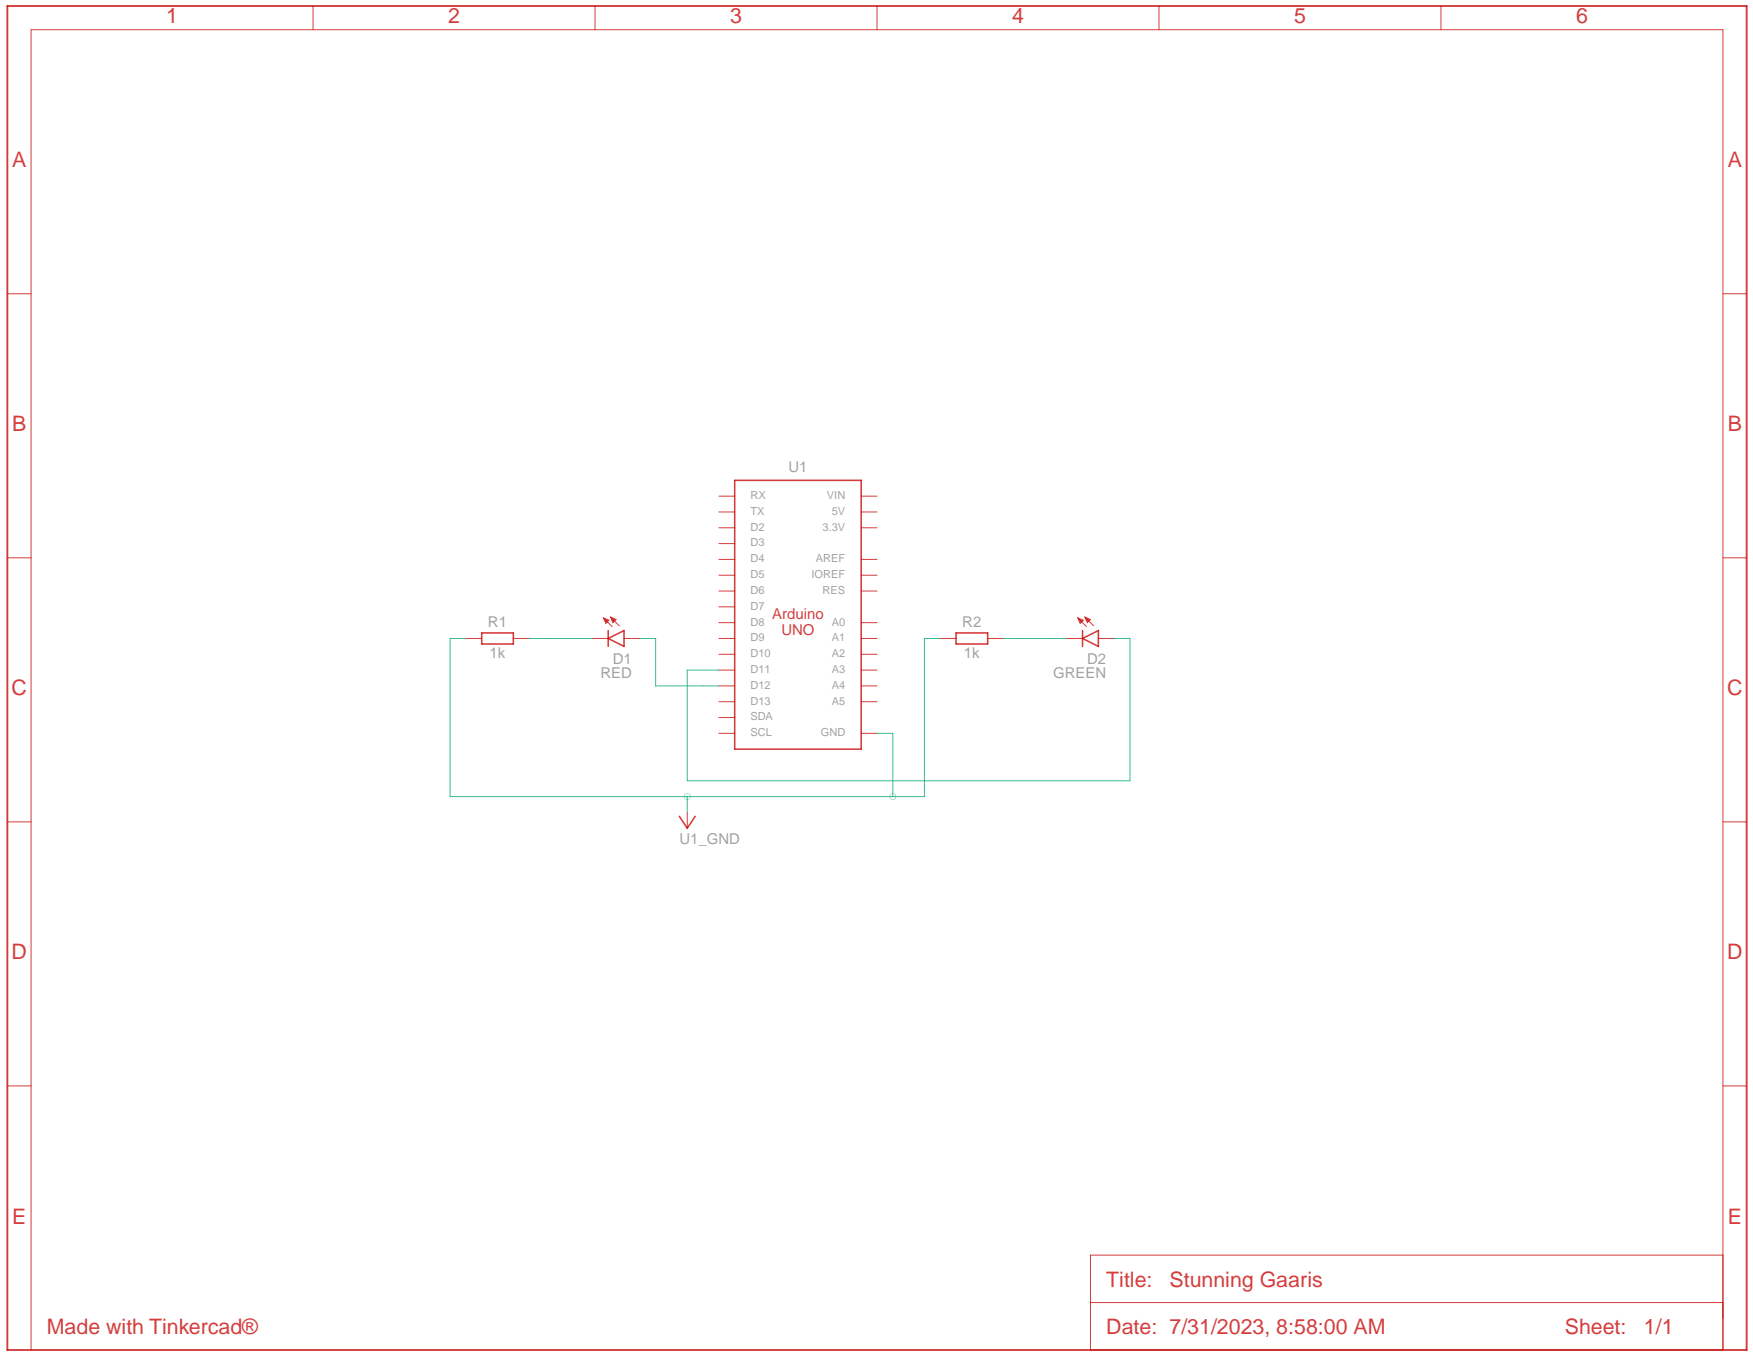 1 2 3 4 5 6
A A
B B
U1
RX VIN
TX 5V
D2 3.3V
D3
D4 AREF
D5 IOREF
D6 RES
D7
Arduino
UNO
D8 A0
D9 A1
D10 A2
D11 A3
D12 A4
D13 A5
SDA
SCL GND
R1
1k
D1
RED
R2
1k
D2
GREEN
C C
U1_GND
D D
E E
Title: Stunning Gaaris
Made with Tinkercad®
Date: 7/31/2023, 8:58:00 AM Sheet: 1/1